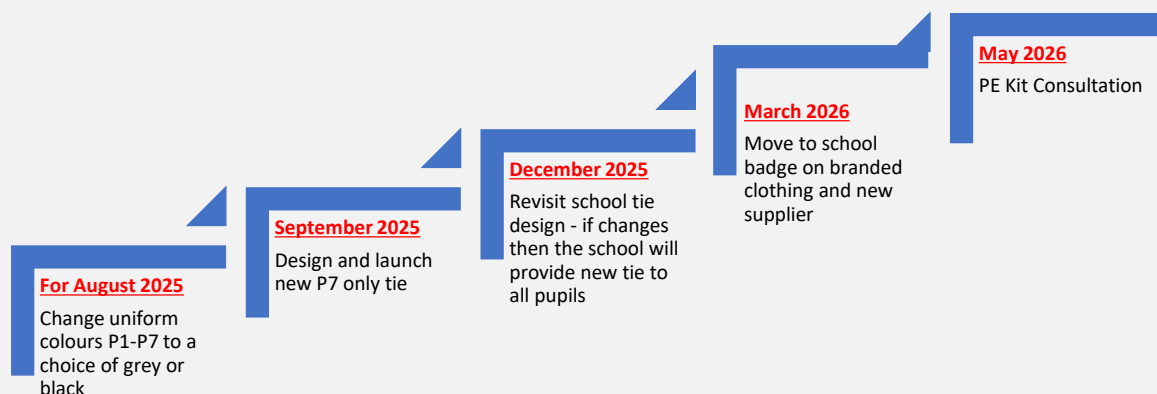 For August 2025
Change uniform
colours P1-P7 to a
choice of grey or
black
September 2025
Design and launch
new P7 only tie
December 2025
Revisit school tie
design - if changes
then the school will
provide new tie to
all pupils
March 2026
Move to school
badge on branded
clothing and new
supplier
May 2026
PE Kit Consultation